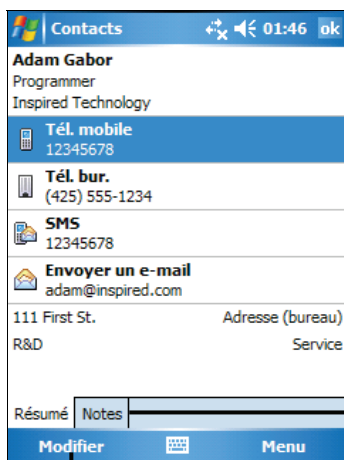 Contacts 01:46 ok
Adam Gabor
Programmer
Inspired Technology
Tél. mobile
12345678
Tél. bur.
(425) 555-1234
SMS
12345678
Envoyer un e-mail
adam@inspired.com
111 First St. Adresse (bureau)
R&D Service
Résumé Notes
Modifier Menu